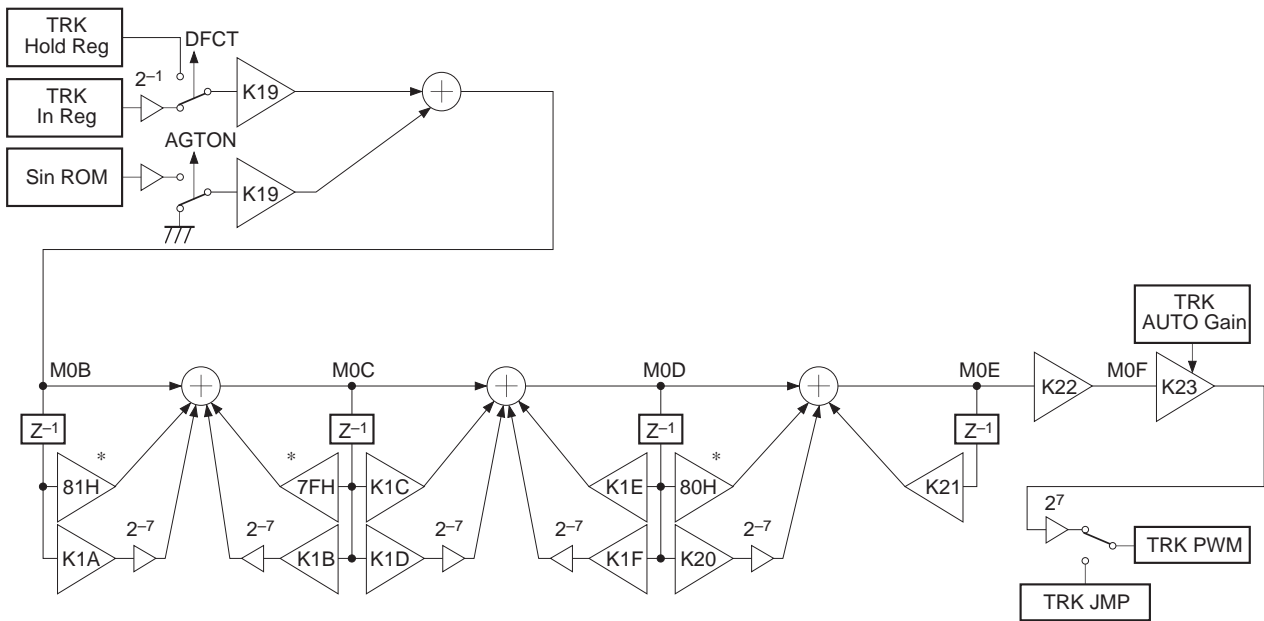 TRK
Hold Reg
DFCT
2–1
TRK
In Reg
K19
AGTON
Sin ROM
K19
TRK
AUTO Gain
M0B
M0C
M0D
M0E
K22
M0F
K23
Z–1
Z–1
Z–1
Z–1
*
*
*
81H
7FH
K1C
K1E
80H
K21
2–7
2–7
2–7
2–7
2–7
27
K1A
K1B
K1D
K1F
K20
TRK PWM
TRK JMP